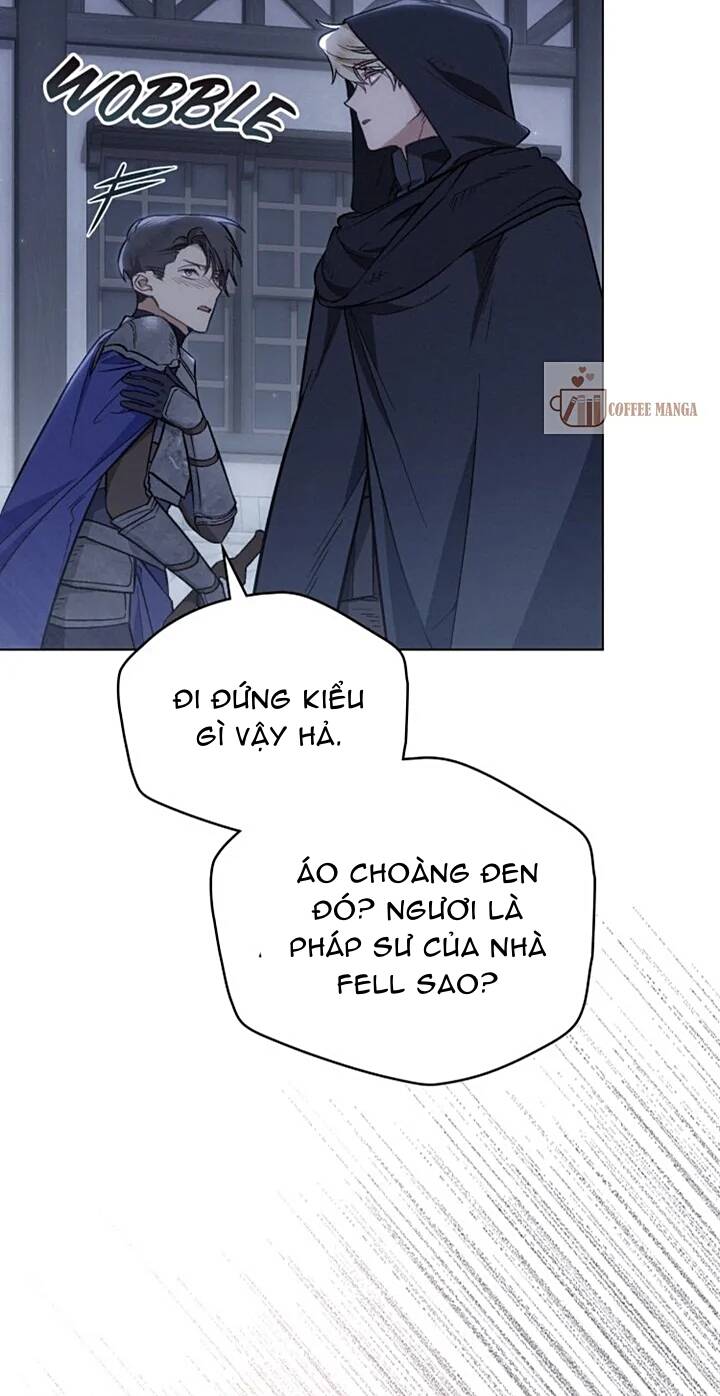 WOBBLE
COFFEE MANGA
ĐI ĐỨNG KIỂU
GÌ VẬY HẢ.
ÁO CHOÀNG ĐEN
ĐÓ? NGƯƠI LÀ
PHÁP SƯ CỦA NHÀ
FELL SAO?